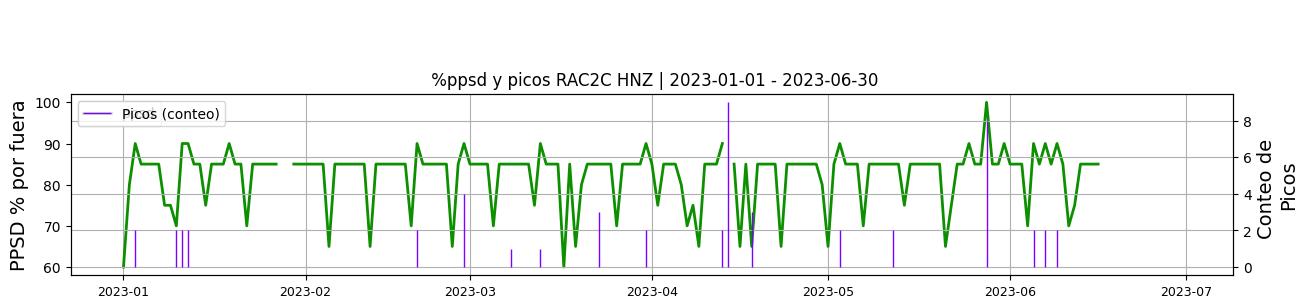 %ppsd y picos RAC2C HNZ | 2023-01-01 - 2023-06-30
PPSD % por fuera
100
90
80
70
60
Picos (conteo)
8
6
4
2
0
Conteo de
Picos
2023-01 2023-02 2023-03 2023-04 2023-05 2023-06 2023-07